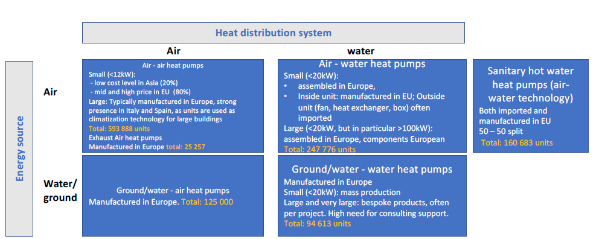 Heat distribution system
Air
water
Energy source
Air
Water/
ground
Air - air heat pumps
Small (<12kW):
- low cost level in Asia (20%)
- mid and high price in EU (80%)
Large: Typically manufactured in Europe, strong
presence in Italy and Spain, as units are used as
climatization technology for large buildings
Total: 593 888 units
Exhaust Air heat pumps
Manufactured in Europe total: 25 257
Air - water heat pumps
Small (<20kW):
• assembled in Europe,
• Inside unit: manufactured in EU; Outside
unit (fan, heat exchanger, box) often
imported
Large (<20kW, but in particular >100kW):
assembled in Europe, components European
Total: 247 776 units
Sanitary hot water
heat pumps (air-
water technology)
Both imported and
manufactured in EU
50 – 50 split
Total: 160 683 units
Ground/water - air heat pumps
Manufactured in Europe. Total: 125 000
Ground/water - water heat pumps
Manufactured in Europe
Small (<20kW): mass production
Large and very large: bespoke products, often
per project. High need for consulting support.
Total: 94 613 units